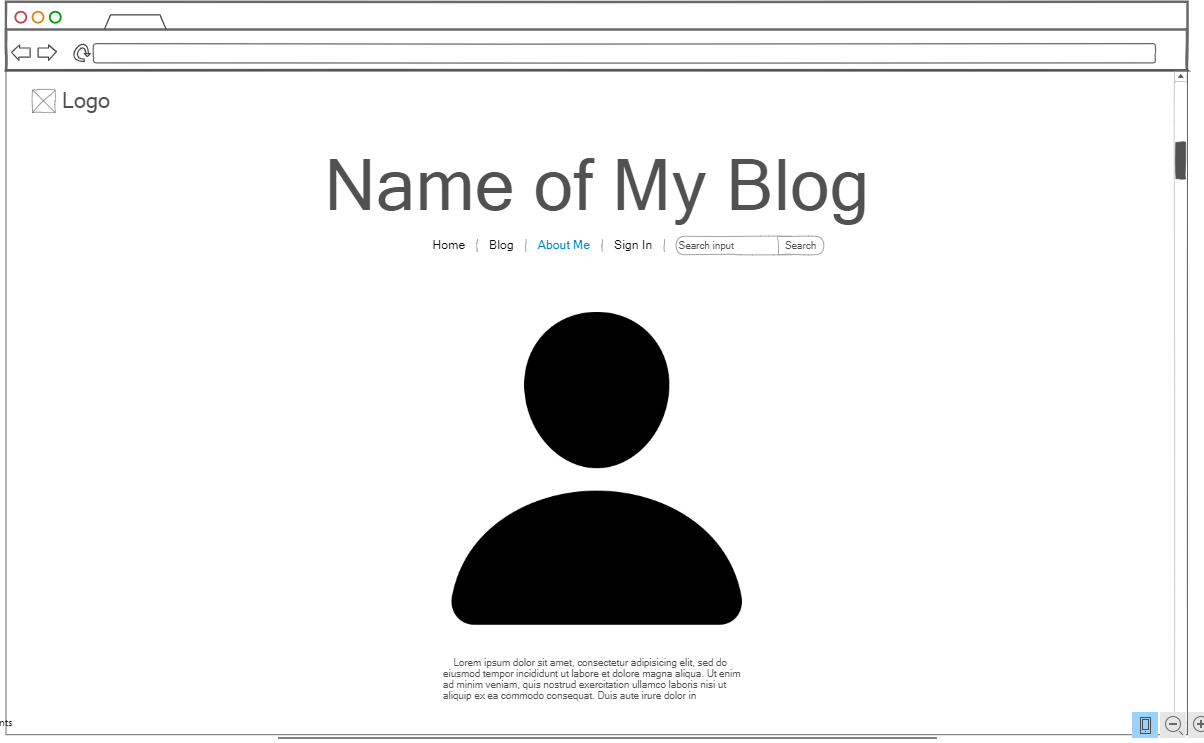 Logo
Name of My Blog
Home | Blog | About Me | Sign In | Search input Search
Lorem ipsum dolor sit amet, consectetur adipisicing elit, sed do
eiusmod tempor incididunt ut labore et dolore magna aliqua. Ut enim
ad minim veniam, quis nostrud exercitation ullamco laboris nisi ut
aliquip ex ea commodo consequat. Duis aute irure dolor in
nts